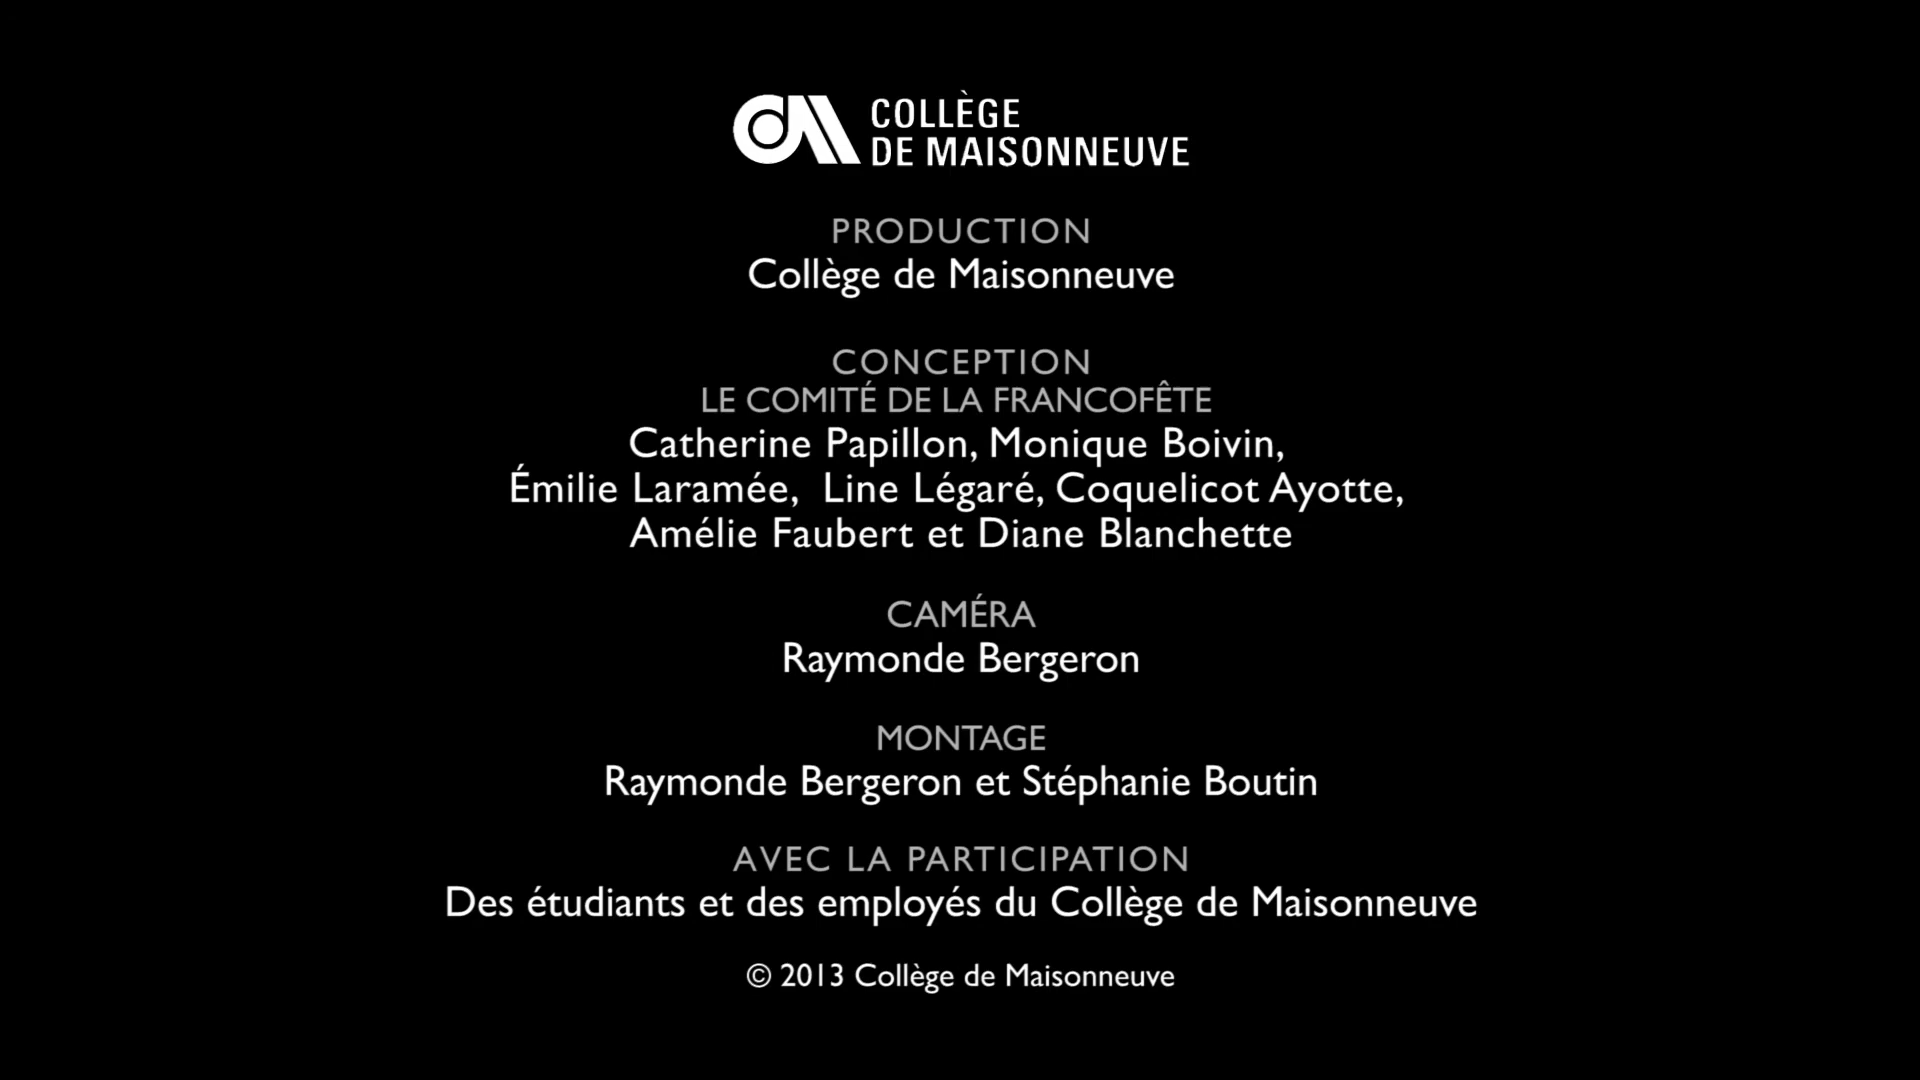 COLLÈGE
DE MAISONNEUVE
PRODUCTION
Collège de Maisonneuve
CONCEPTION
LE COMITÉ DE LA FRANCOFÊTE
Catherine Papillon, Monique Boivin,
Émilie Laramée, Line Légaré, Coquelicot Ayotte,
Amélie Faubert et Diane Blanchette
CAMÉRA
Raymonde Bergeron
MONTAGE
Raymonde Bergeron et Stéphanie Boutin
AVEC LA PARTICIPATION
Des étudiants et des employés du Collège de Maisonneuve
© 2013 Collège de Maisonneuve